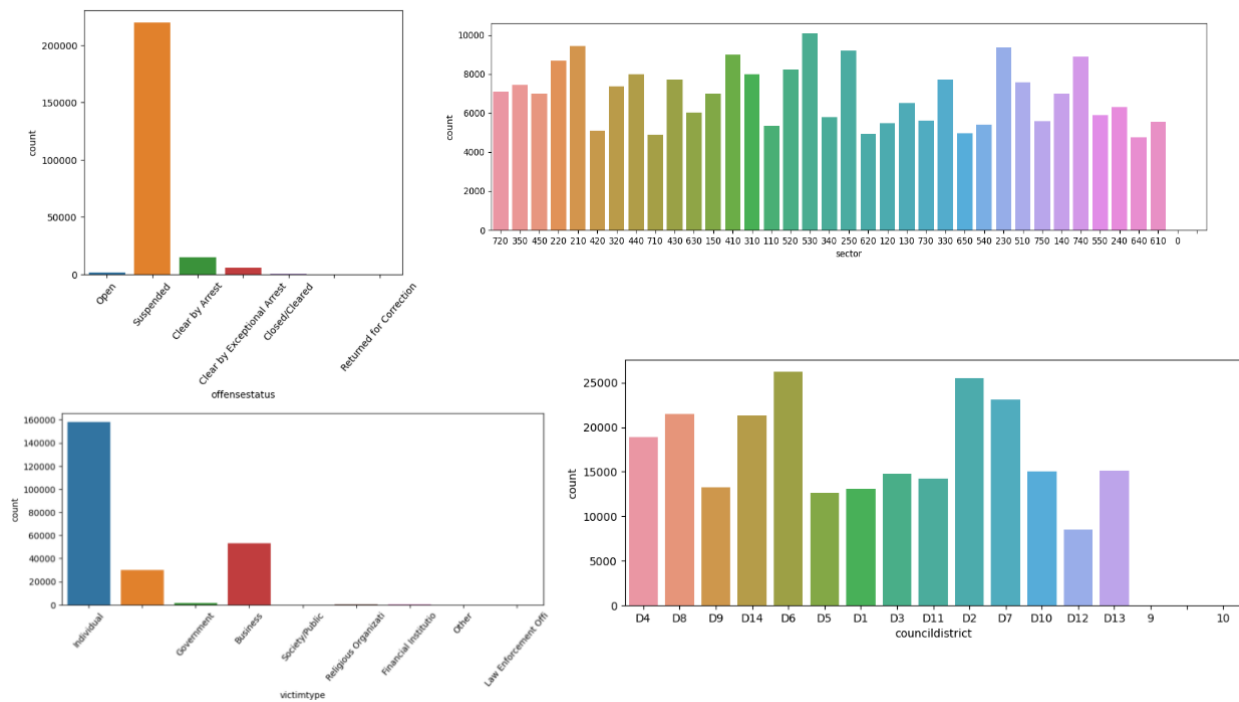 200000
150000
100000
50000
0
count
Open
Suspended
Clear by Arrest
Clear by Exceptional Arrest
Closed/Cleared
Returned for Correction
offensestatus
10000
8000
6000
4000
2000
0
count
720 350 450 220 210 420 320 440 710 430 630 150 410 310 110 520 530 340 250 620 120 130 730 330 650 540 230 510 750 140 740 550 240 640 610 0
sector
160000
140000
120000
100000
80000
60000
40000
20000
0
count
Individual
Government
Business
Society/Public
Religious Organizati
Financial Institutio
Other
Law Enforcement Offi
victimtype
25000
20000
15000
10000
5000
0
count
D4 D8 D9 D14 D6 D5 D1 D3 D11 D2 D7 D10 D12 D13 9 10
councildistrict